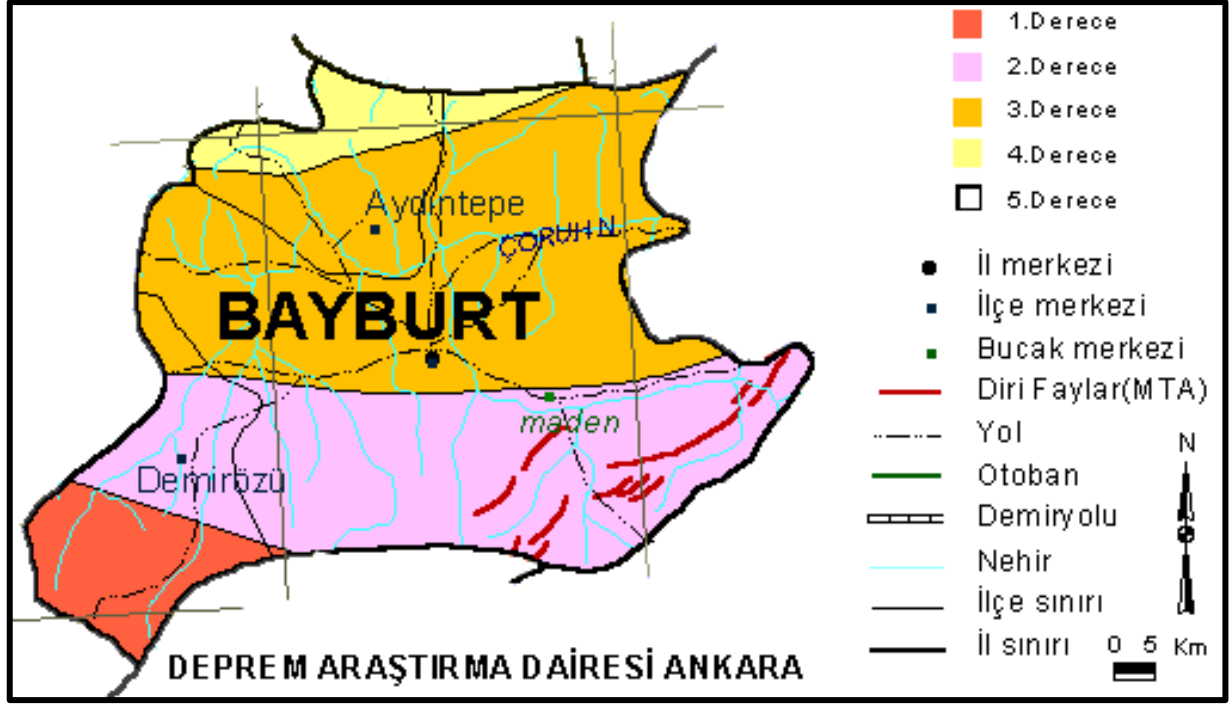 1.Derece
2.Derece
3.Derece
4.Derece
5.Derece
Aydıntepe
ÇORUH N.
BAYBURT
maden
Demirözü
İl merkezi
İlçe merkezi
Bucak merkezi
Diri Faylar(MTA)
Yol
Otoban
Demiryolu
Nehir
İlçe sınırı
İl sınırı
N
0 5 Km
DEPREM ARAŞTIRMA DAİRESİ ANKARA